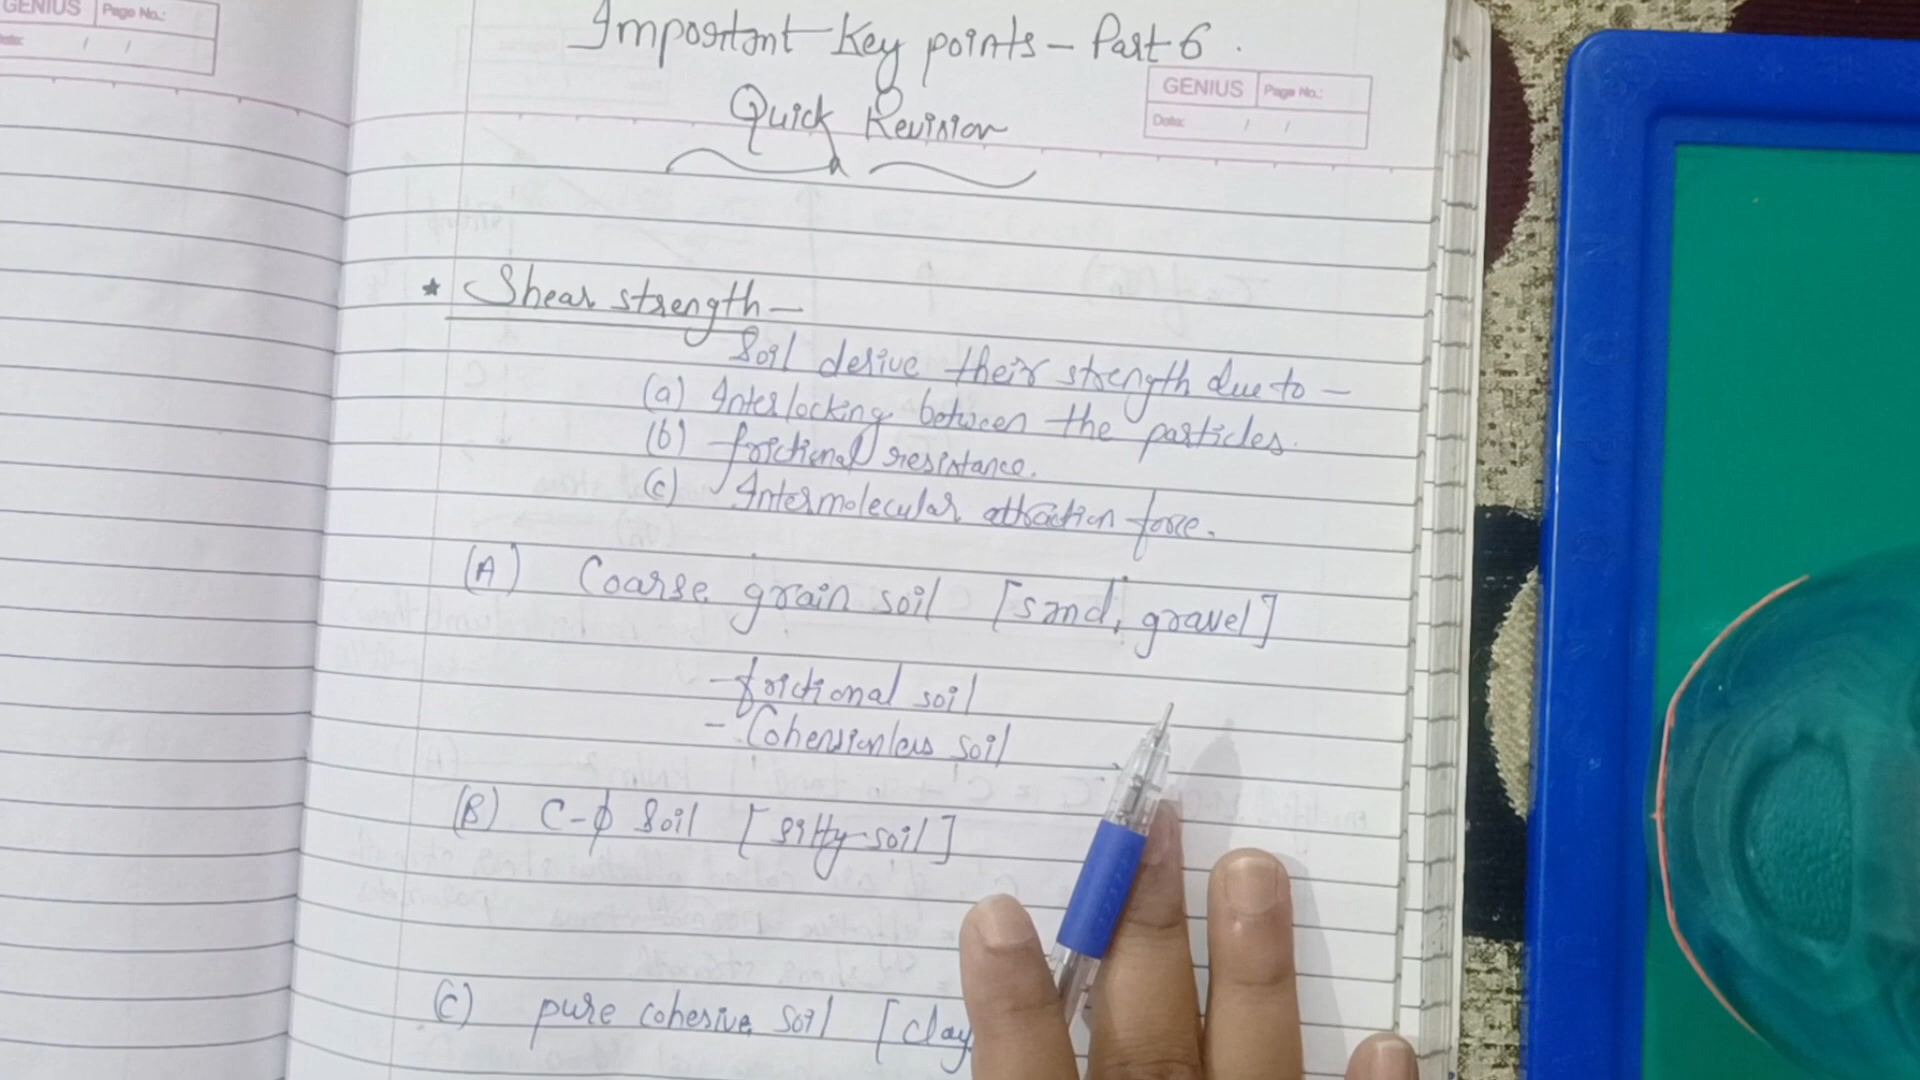 GENIUS Page No.:
Date: / /
Important Key points - Part 6.
GENIUS Page No.:
Date: / /
Quick Revision
* Shear strength -
Soil derive their strength due to -
(a) Interlocking between the particles.
(b) frictional resistance.
(c) Intermolecular attraction force.
(A) Coarse grain soil [sand, gravel]
- frictional soil
- Cohensionless soil
(B) C-φ Soil [silty soil]
(C) pure cohesive soil [clay